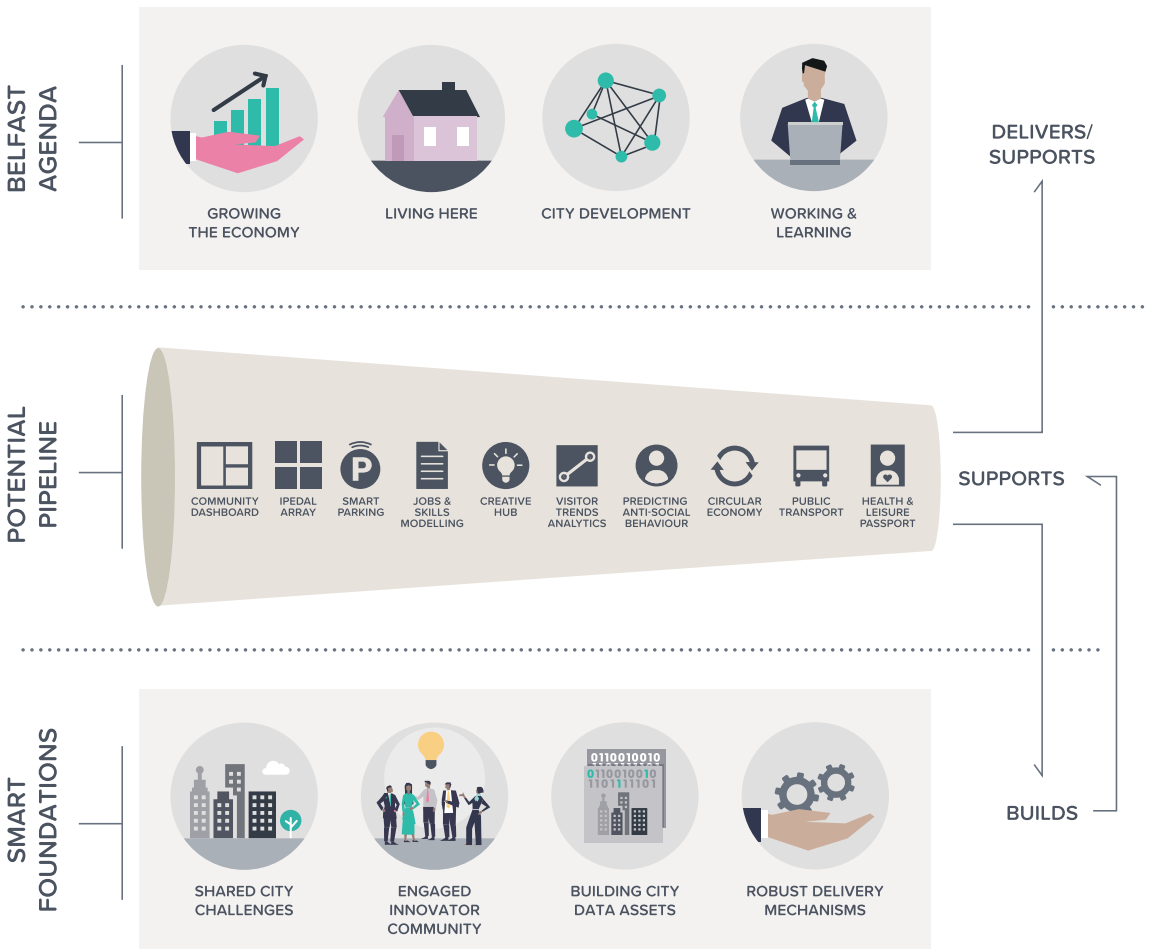 BELFAST
AGENDA
GROWING
THE ECONOMY
LIVING HERE
CITY DEVELOPMENT
WORKING &
LEARNING
DELIVERS/
SUPPORTS
POTENTIAL
PIPELINE
P
COMMUNITY
DASHBOARD
IPEDAL
ARRAY
SMART
PARKING
JOBS &
SKILLS
MODELLING
CREATIVE
HUB
VISITOR
TRENDS
ANALYTICS
PREDICTING
ANTI-SOCIAL
BEHAVIOUR
CIRCULAR
ECONOMY
PUBLIC
TRANSPORT
HEALTH &
LEISURE
PASSPORT
SUPPORTS
SMART
FOUNDATIONS
SHARED CITY
CHALLENGES
ENGAGED
INNOVATOR
COMMUNITY
0110010010
0110010010
1101111101
BUILDING CITY
DATA ASSETS
ROBUST DELIVERY
MECHANISMS
BUILDS